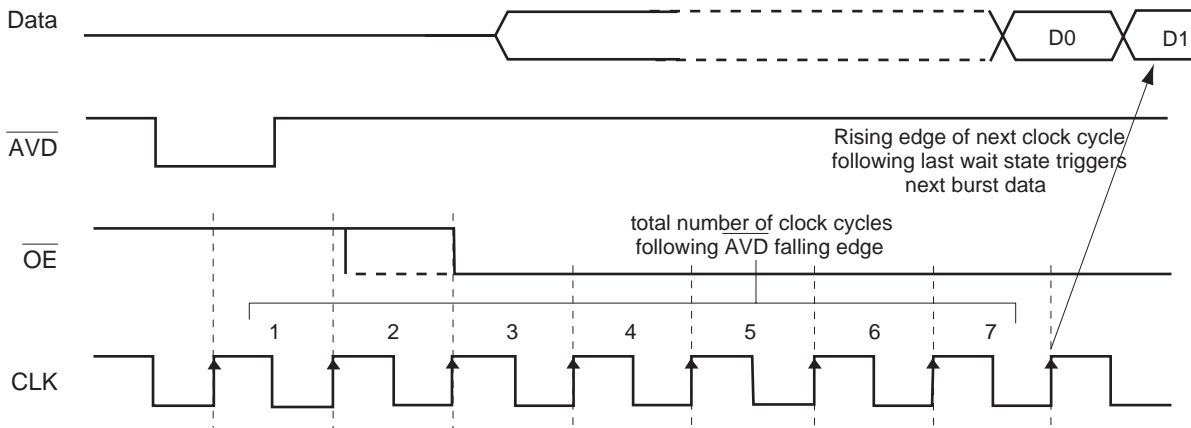 Data
D0
D1
AVD
Rising edge of next clock cycle
following last wait state triggers
next burst data
total number of clock cycles
following AVD falling edge
OE
1 2 3 4 5 6 7
CLK